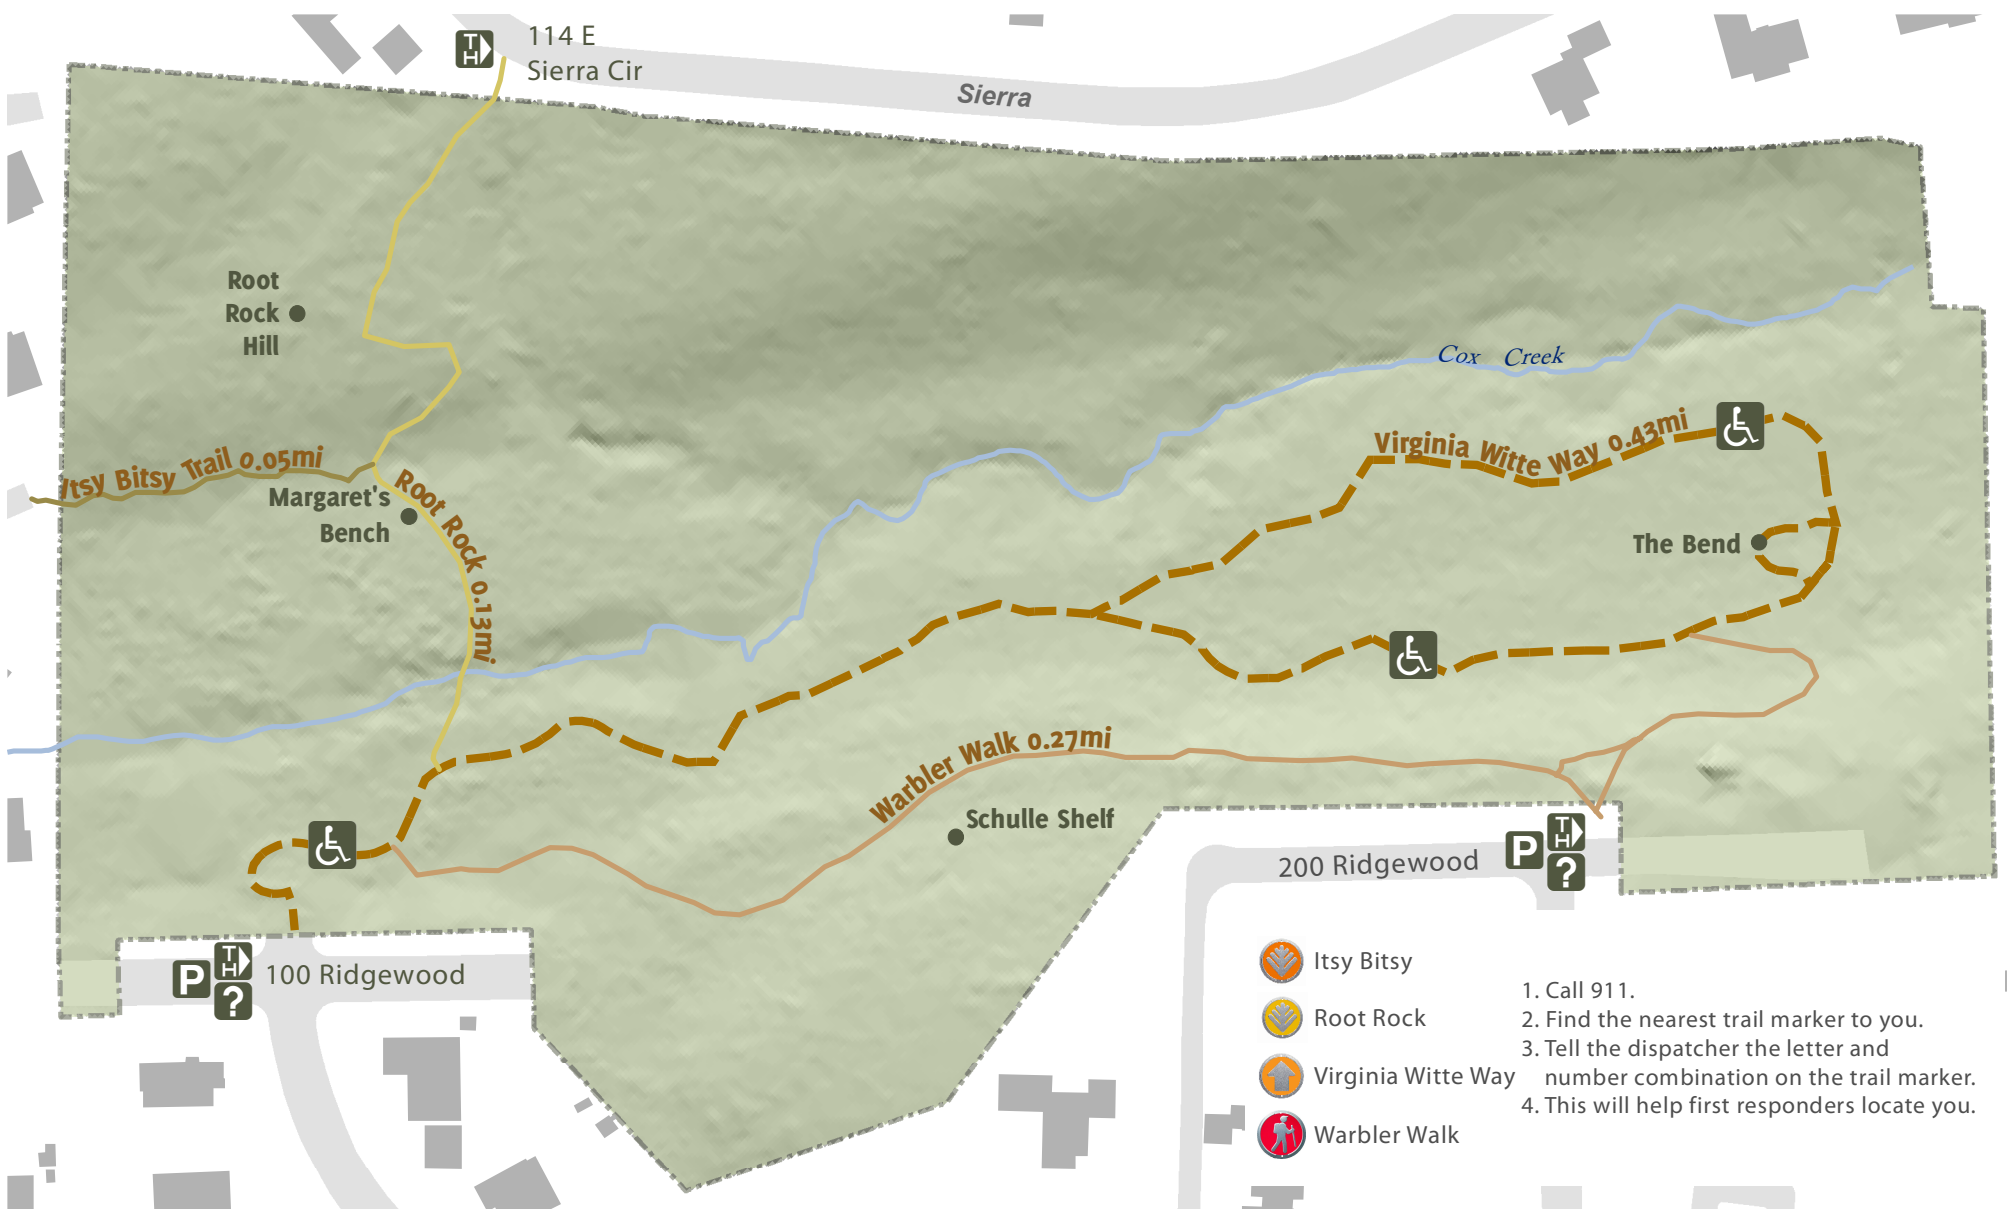 114 E
Sierra Cir
Sierra
Root
Rock
Hill
Cox Creek
Virginia Witte Way 0.43mi
Itsy Bitsy Trail 0.05mi
Margaret's
Bench
Root Rock 0.13mi
The Bend
Warbler Walk 0.27mi
Schulle Shelf
TH
P
?
200 Ridgewood
TH
P
?
100 Ridgewood
TH
Itsy Bitsy
Root Rock
Virginia Witte Way
Warbler Walk
1. Call 911.
2. Find the nearest trail marker to you.
3. Tell the dispatcher the letter and
number combination on the trail marker.
4. This will help first responders locate you.